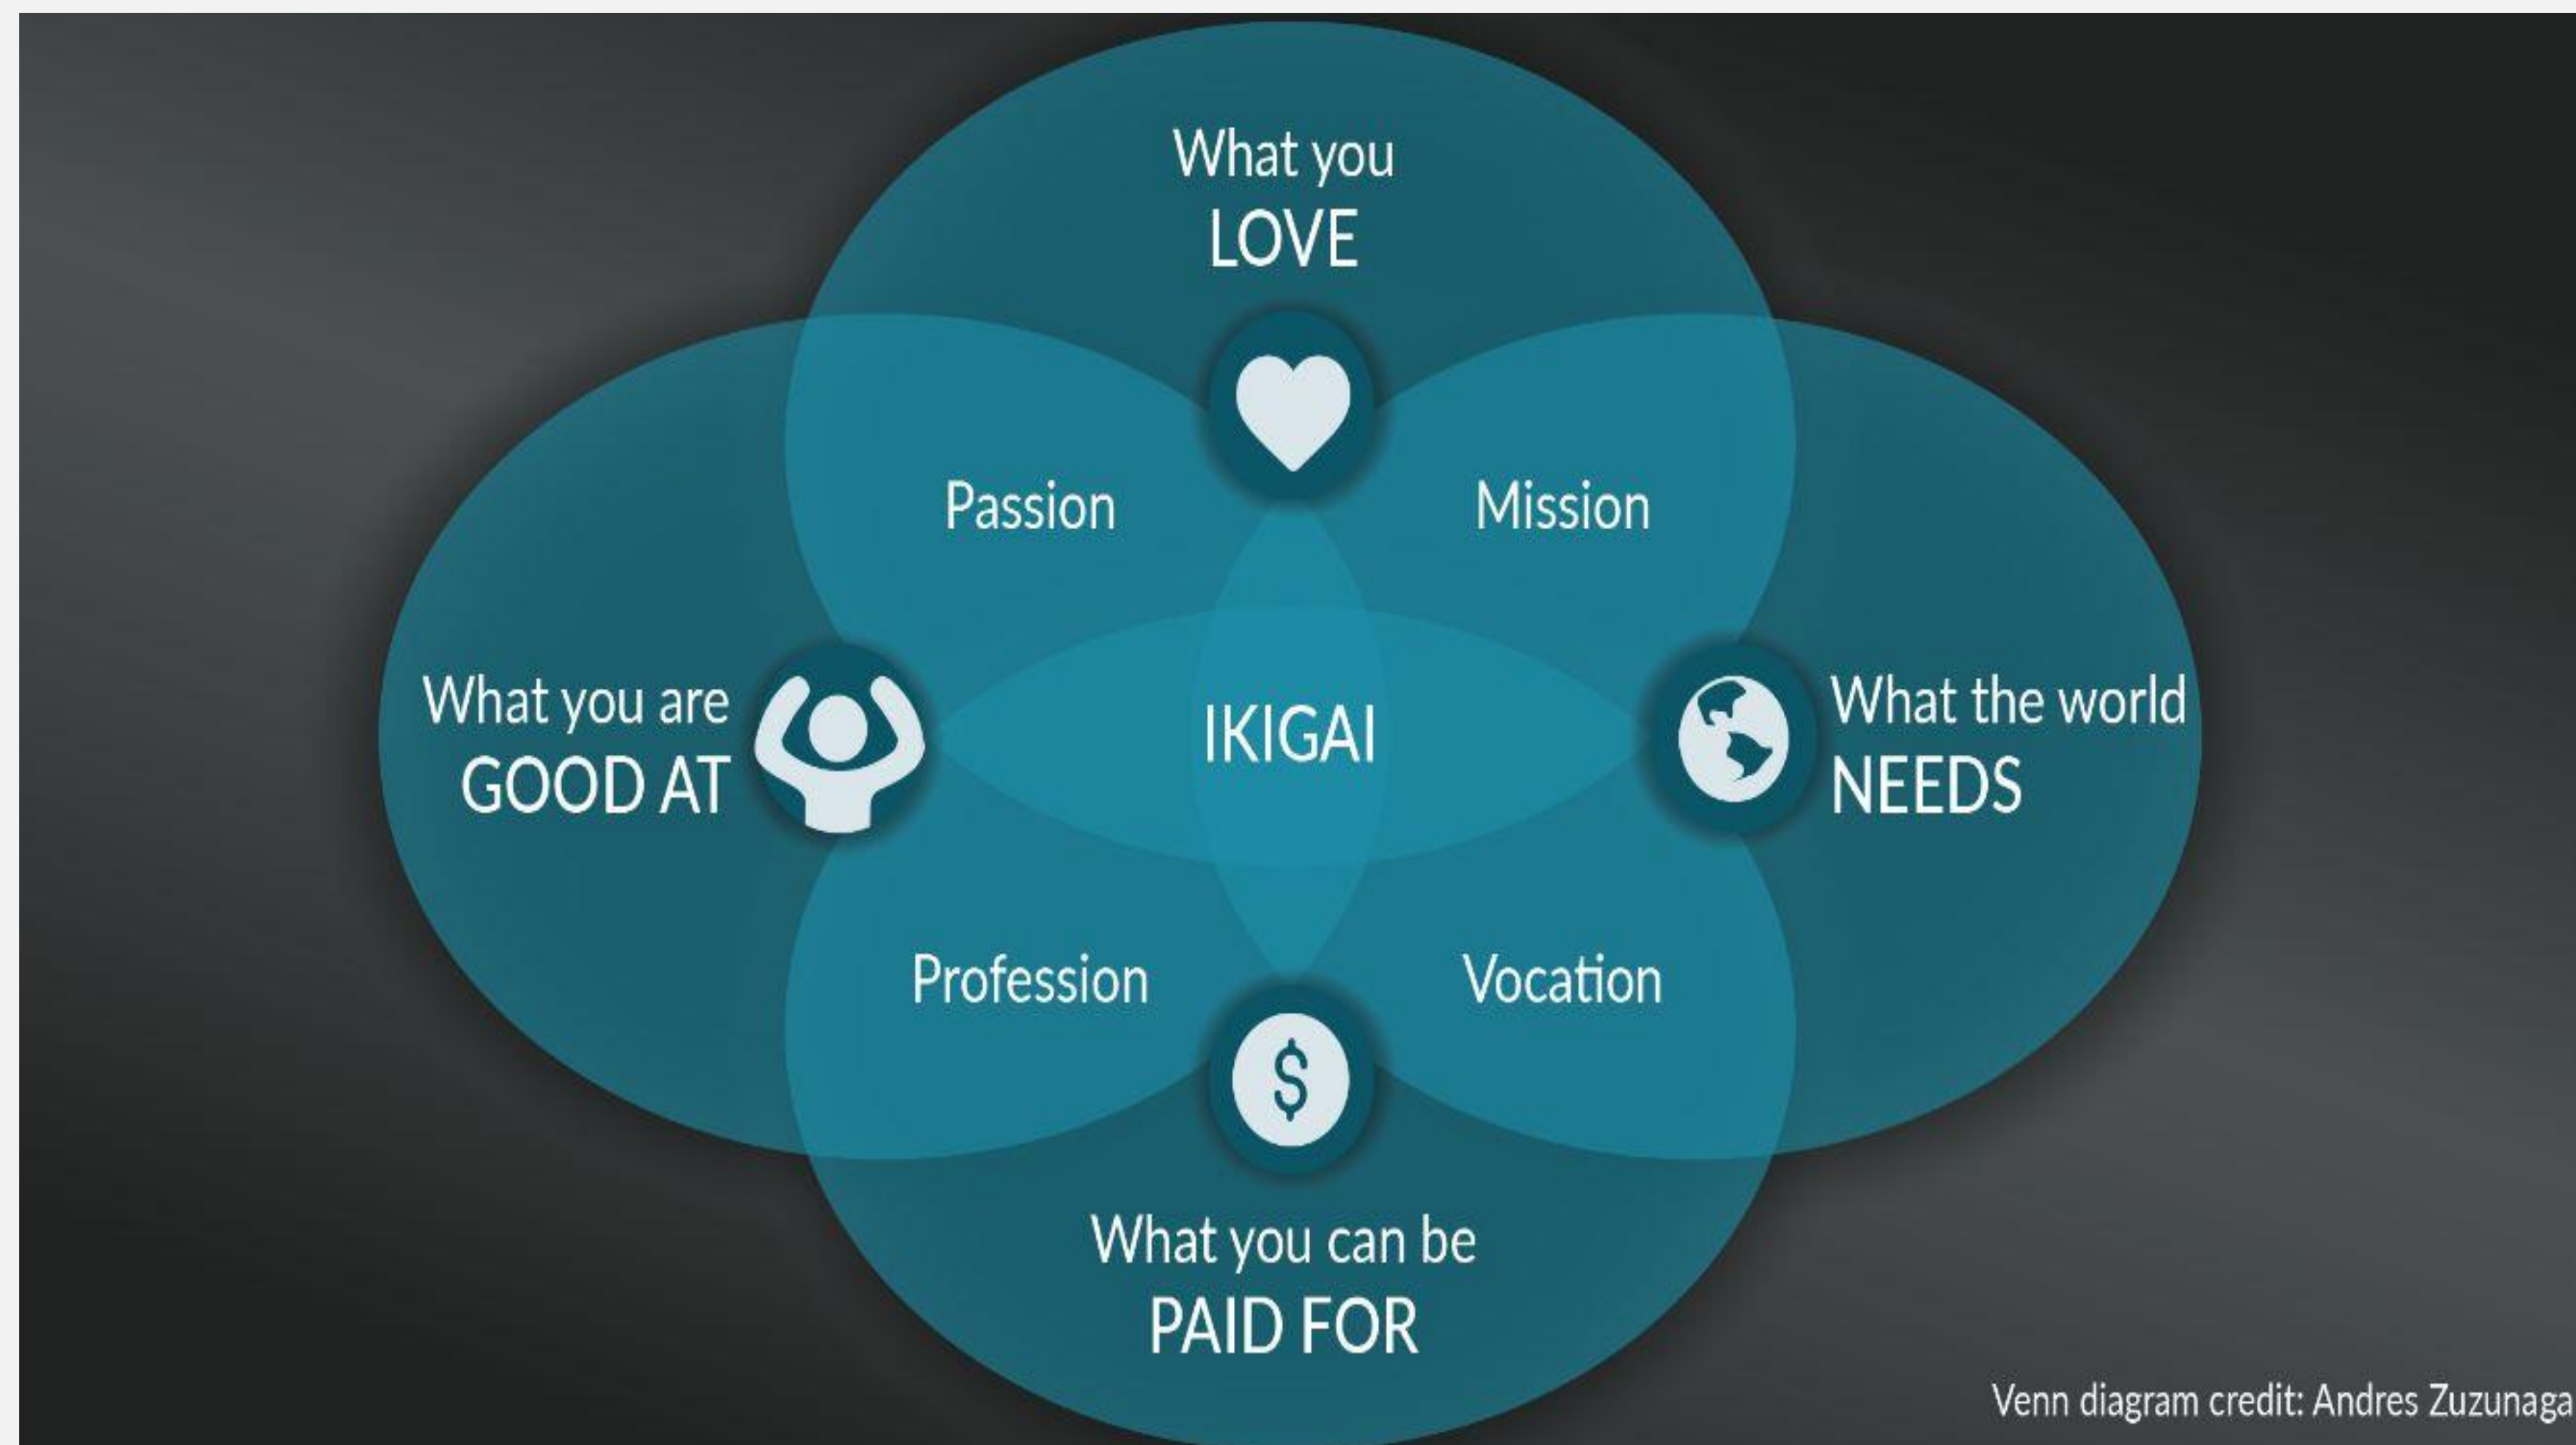 What you
LOVE
Passion
Mission
What you are
GOOD AT
IKIGAI
What the world
NEEDS
Profession
Vocation
$
What you can be
PAID FOR
Venn diagram credit: Andres Zuzunaga